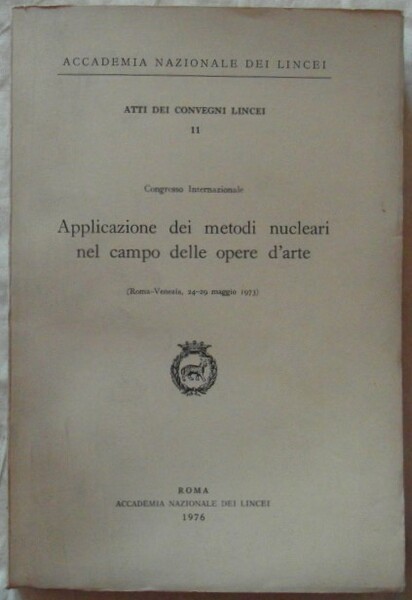 ACCADEMIA NAZIONALE DEI LINCEI
ATTI DEI CONVEGNI LINCEI
11
Congresso Internazionale
Applicazione dei metodi nucleari
nel campo delle opere d'arte
(Roma-Venezia, 24-29 maggio 1973)
ROMA
ACCADEMIA NAZIONALE DEI LINCEI
1976